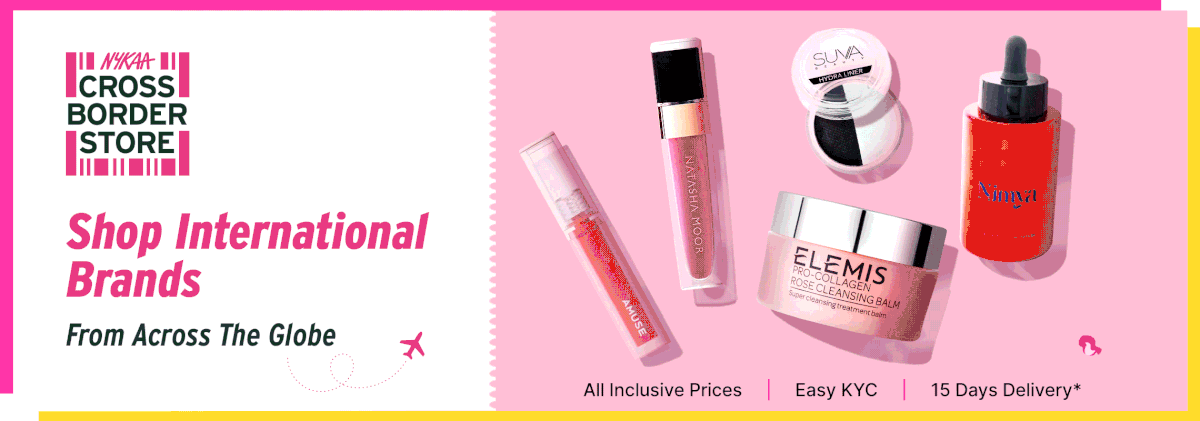 NYKAA
CROSS
BORDER
STORE
Shop International
Brands
From Across The Globe
AMUSE
NATASHA MOOR
SUVA
BEAUTY
HYDRA LINER
ELEMIS
PRO-COLLAGEN
ROSE CLEANSING BALM
Super cleansing treatment balm
Nimya
All Inclusive Prices
Easy KYC
15 Days Delivery*